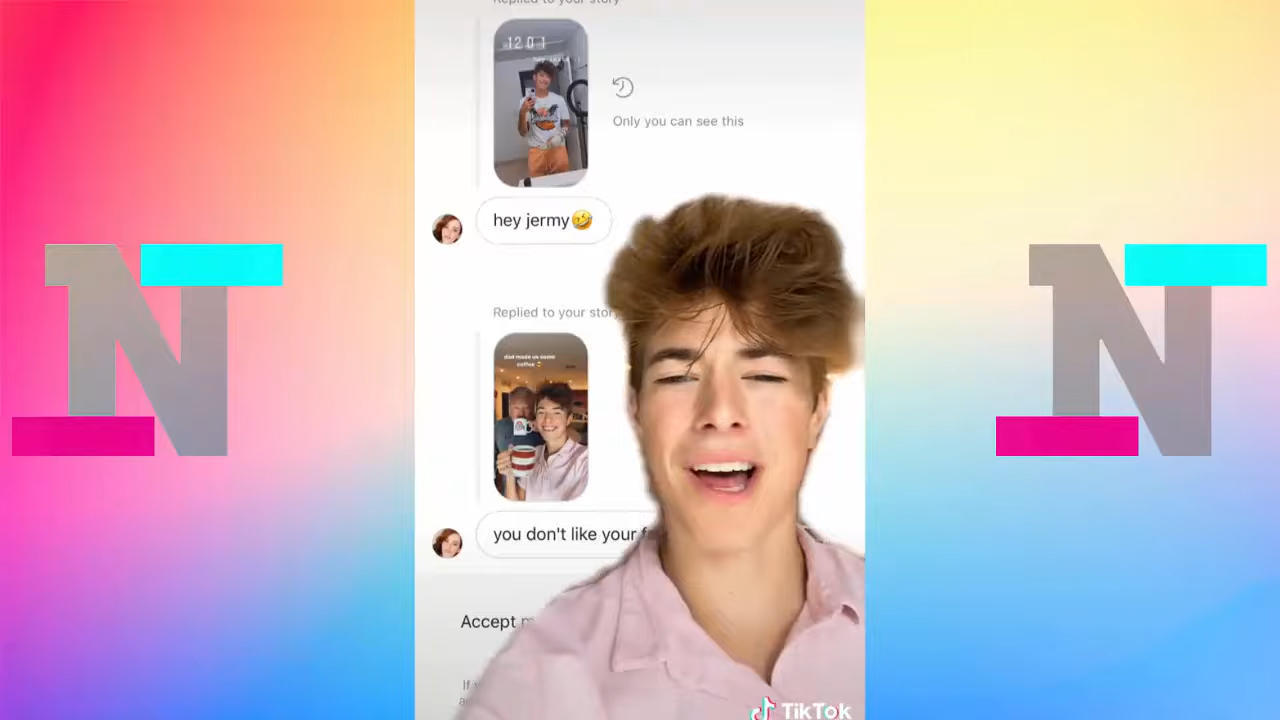 Replied to your story
12 0 1
Only you can see this
hey jermy🤣
Replied to your story
dad made us some
coffee
you don't like your f
Accept m
If
TikTok
N
N